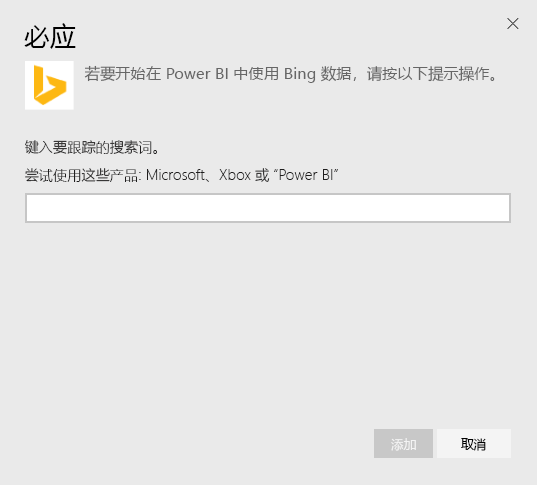 必应
若要开始在 Power BI 中使用 Bing 数据，请按以下提示操作。
键入要跟踪的搜索词。
尝试使用这些产品: Microsoft、Xbox 或 “Power BI”
添加
取消